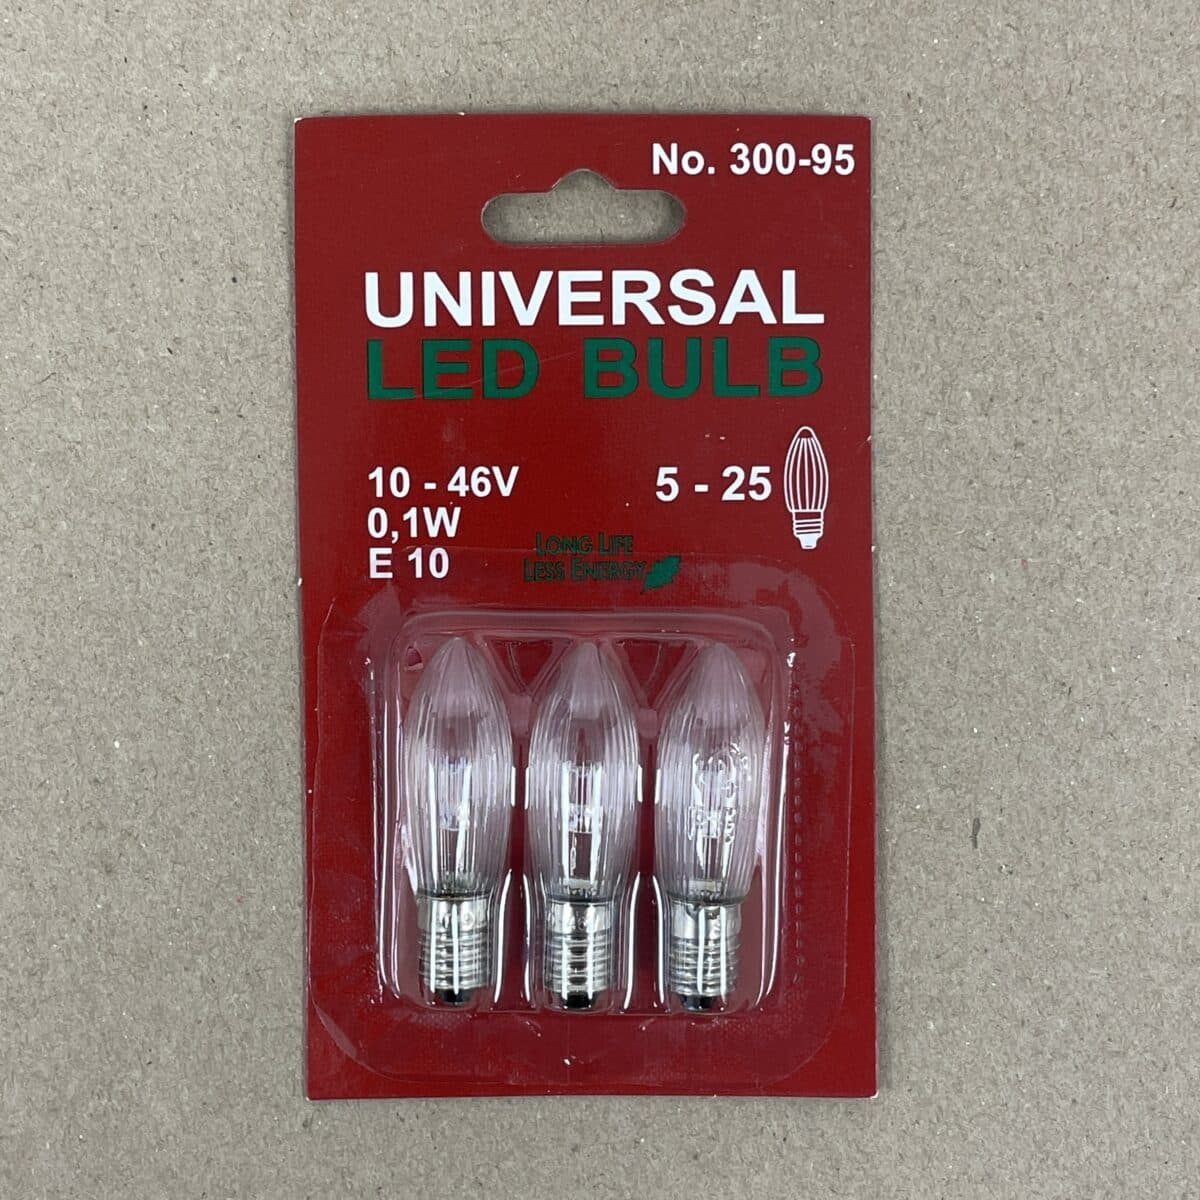 No. 300-95
UNIVERSAL
LED BULB
10 - 46V
0,1W
E 10
5 - 25
LONG LIFE
LESS ENERGY